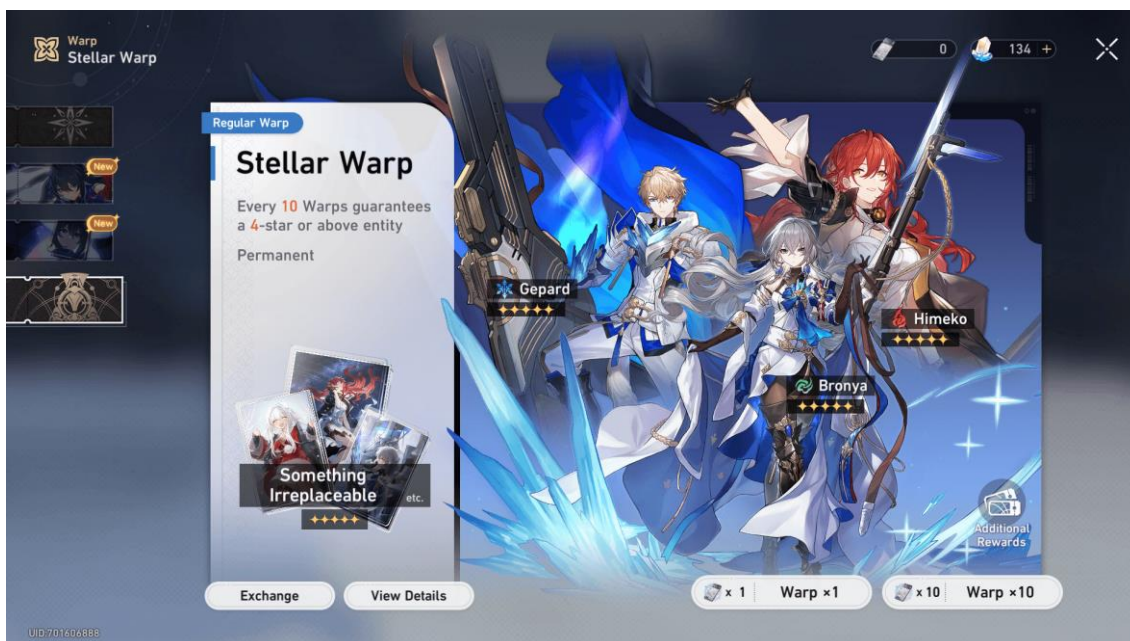 Warp
Stellar Warp
0
134 +
New
New
Regular Warp
Stellar Warp
Every 10 Warps guarantees
a 4-star or above entity
Permanent
Gepard
Himeko
Bronya
Something
Irreplaceable
etc.
Additional
Rewards
Exchange
View Details
x 1 Warp ×1
x 10 Warp ×10
UID:701606888